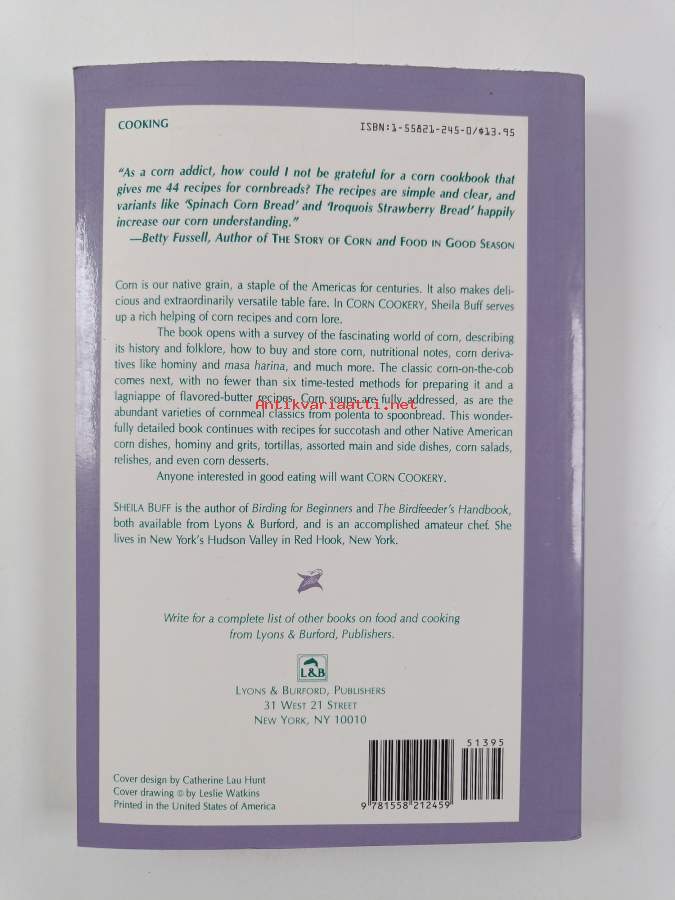 COOKING
ISBN:1-55821-245-0/$13.95
"As a corn addict, how could I not be grateful for a corn cookbook that
gives me 44 recipes for cornbreads? The recipes are simple and clear, and
variants like 'Spinach Corn Bread' and 'Iroquois Strawberry Bread' happily
increase our corn understanding."
—Betty Fussell, Author of THE STORY OF CORN and FOOD IN GOOD SEASON
Corn is our native grain, a staple of the Americas for centuries. It also makes deli-
cious and extraordinarily versatile table fare. In CORN COOKERY, Sheila Buff serves
up a rich helping of corn recipes and corn lore.
The book opens with a survey of the fascinating world of corn, describing
its history and folklore, how to buy and store corn, nutritional notes, corn deriva-
tives like hominy and masa harina, and much more. The classic corn-on-the-cob
comes next, with no fewer than six time-tested methods for preparing it and a
lagniappe of flavored-butter recipes. Corn soups are fully addressed, as are the
Antikvariaatti.net
abundant varieties of cornmeal classics from polenta to spoonbread. This wonder-
fully detailed book continues with recipes for succotash and other Native American
corn dishes, hominy and grits, tortillas, assorted main and side dishes, corn salads,
relishes, and even corn desserts.
Anyone interested in good eating will want CORN COOKERY.
SHEILA BUFF is the author of Birding for Beginners and The Birdfeeder's Handbook,
both available from Lyons & Burford, and is an accomplished amateur chef. She
lives in New York's Hudson Valley in Red Hook, New York.
Write for a complete list of other books on food and cooking
from Lyons & Burford, Publishers.
L&B
LYONS & BURFORD, PUBLISHERS
31 WEST 21 STREET
NEW YORK, NY 10010
51395
9 781558 212459
Cover design by Catherine Lau Hunt
Cover drawing © by Leslie Watkins
Printed in the United States of America